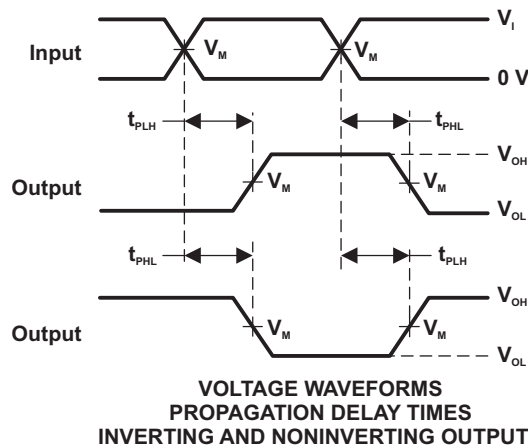 Input
V_M
V_M
V_I
0 V
t_PLH
t_PHL
Output
V_M
V_M
V_OH
V_OL
t_PHL
t_PLH
Output
V_M
V_M
V_OH
V_OL
VOLTAGE WAVEFORMS
PROPAGATION DELAY TIMES
INVERTING AND NONINVERTING OUTPUT